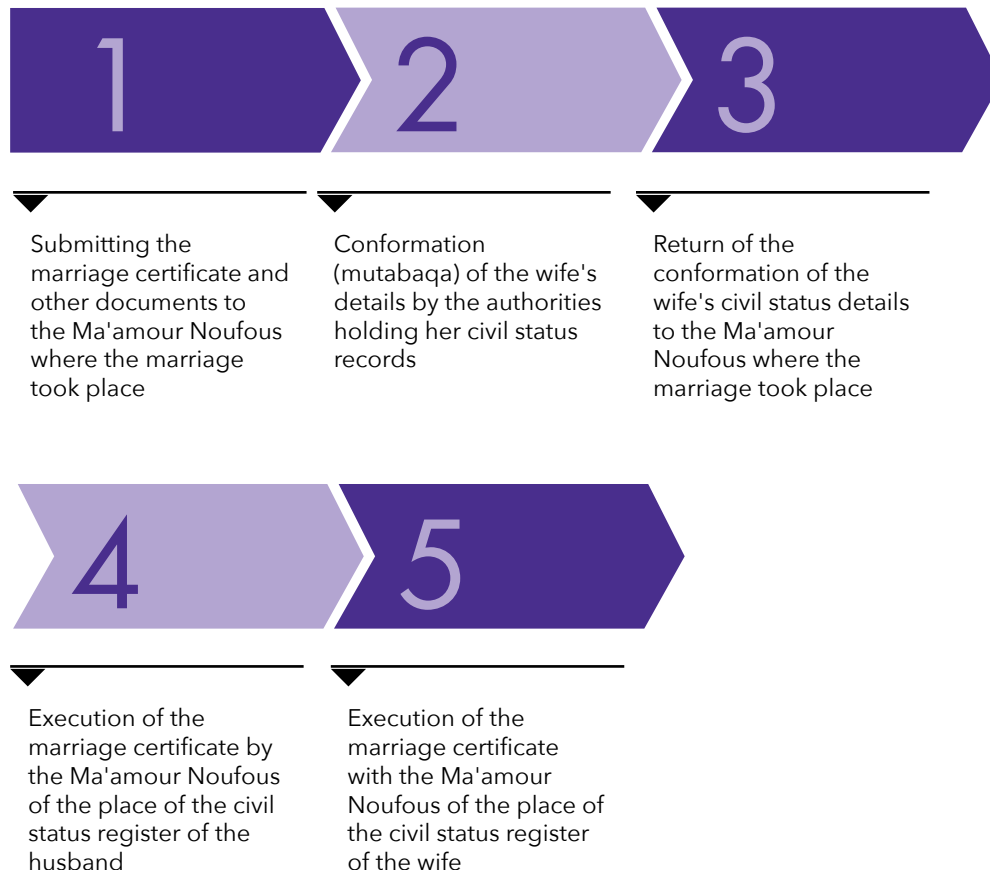 1
2
3
Submitting the
marriage certificate and
other documents to
the Ma'amour Noufous
where the marriage
took place
Conformation
(mutabaqa) of the wife's
details by the authorities
holding her civil status
records
Return of the
conformation of the
wife's civil status details
to the Ma'amour
Noufous where the
marriage took place
4
5
Execution of the
marriage certificate by
the Ma'amour Noufous
of the place of the civil
status register of the
husband
Execution of the
marriage certificate
with the Ma'amour
Noufous of the place of
the civil status register
of the wife